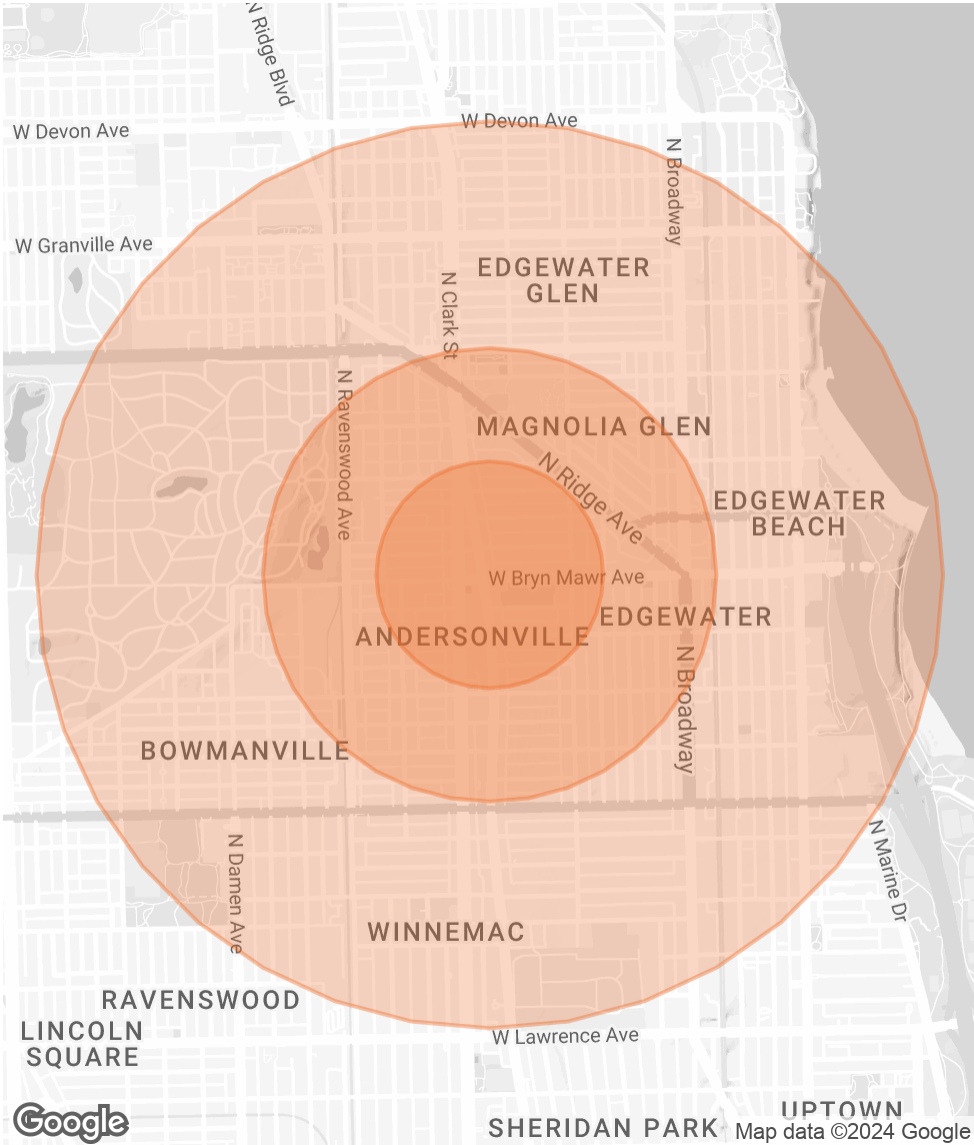 N Ridge Blvd
W Devon Ave
W Devon Ave
N Broadway
W Granville Ave
EDGEWATER
GLEN
N Clark St
N Ravenswood Ave
MAGNOLIA GLEN
N Ridge Ave
EDGEWATER
BEACH
W Bryn Mawr Ave
EDGEWATER
ANDERSONVILLE
N Broadway
BOWMANVILLE
N Damen Ave
N Marine Dr
WINNEMAC
RAVENSWOOD
LINCOLN
SQUARE
W Lawrence Ave
UPTOWN
Google
SHERIDAN PARK
Map data ©2024 Google